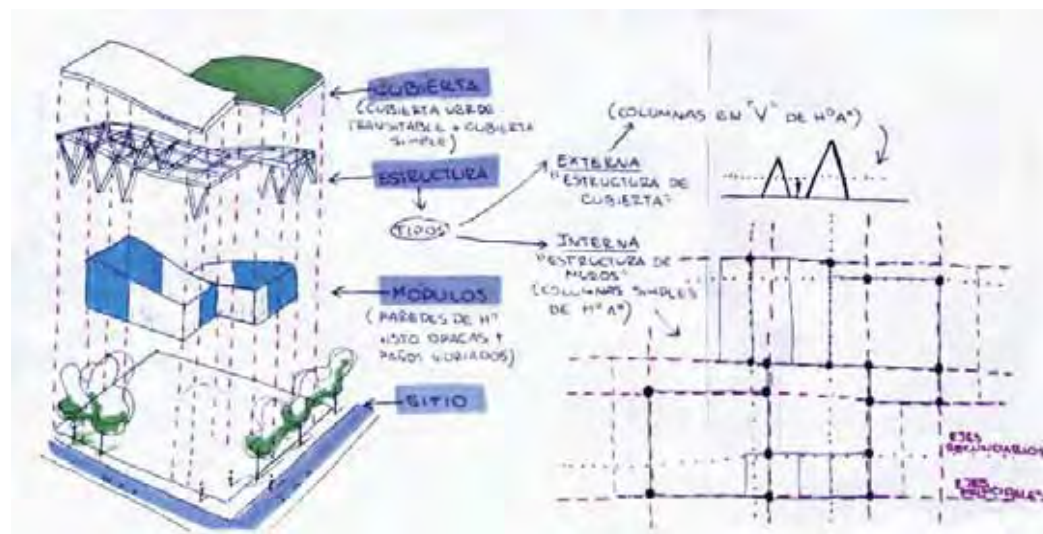 CUBIERTA
(CUBIERTA VERDE
TRANSITABLE + CUBIERTA
SIMPLE)
ESTRUCTURA
TIPOS
EXTERNA
"ESTRUCTURA DE
CUBIERTA"
(COLUMNAS EN "V" DE HºAº)
INTERNA
"ESTRUCTURA DE
MUROS"
(COLUMNAS SIMPLES
DE HºAº)
MÓDULOS
(PAREDES DE Hº
VISTO OPACAS Y
PAÑOS VIDRIADOS)
SITIO
EJES
SECUNDARIOS
EJES
PRINCIPALES